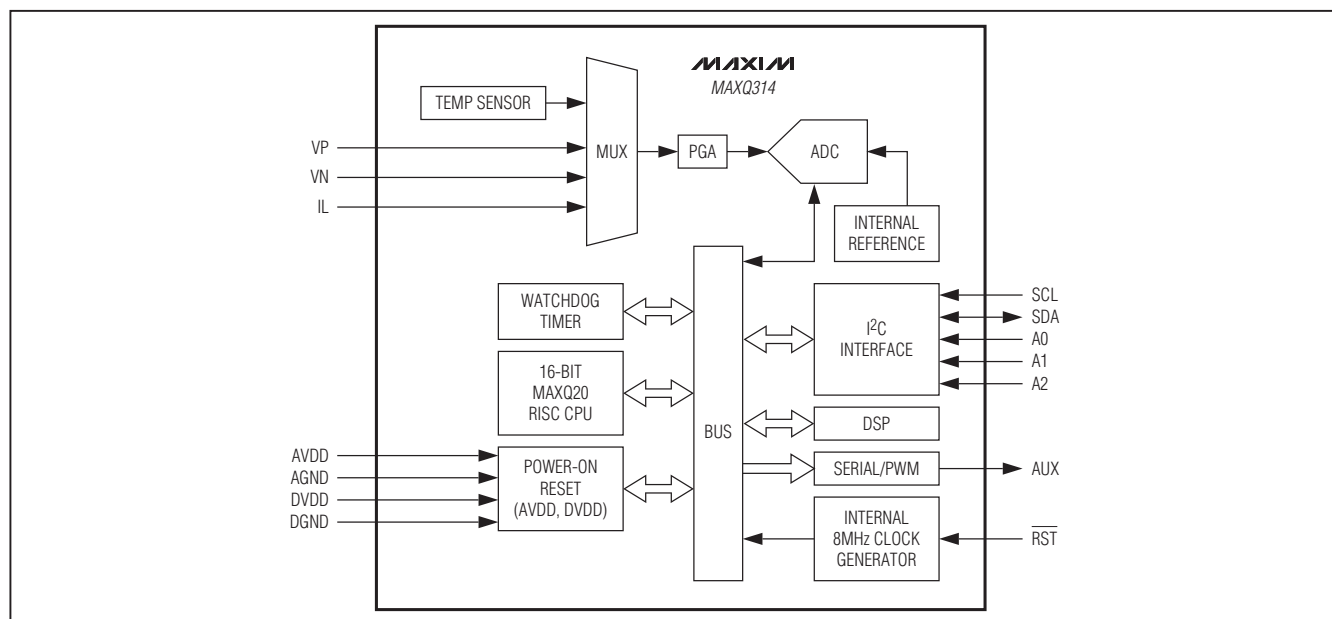 MAXIM
MAXQ314
TEMP SENSOR
VP
VN
IL
MUX
PGA
ADC
INTERNAL
REFERENCE
WATCHDOG
TIMER
16-BIT
MAXQ20
RISC CPU
AVDD
AGND
DVDD
DGND
POWER-ON
RESET
(AVDD, DVDD)
BUS
I²C
INTERFACE
SCL
SDA
A0
A1
A2
DSP
SERIAL/PWM
AUX
INTERNAL
8MHz CLOCK
GENERATOR
R̅S̅T̅